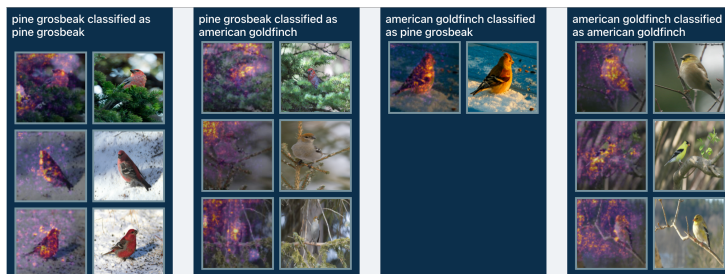 pine grosbeak classified as
pine grosbeak
pine grosbeak classified as
american goldfinch
american goldfinch classified
as pine grosbeak
american goldfinch classified
as american goldfinch